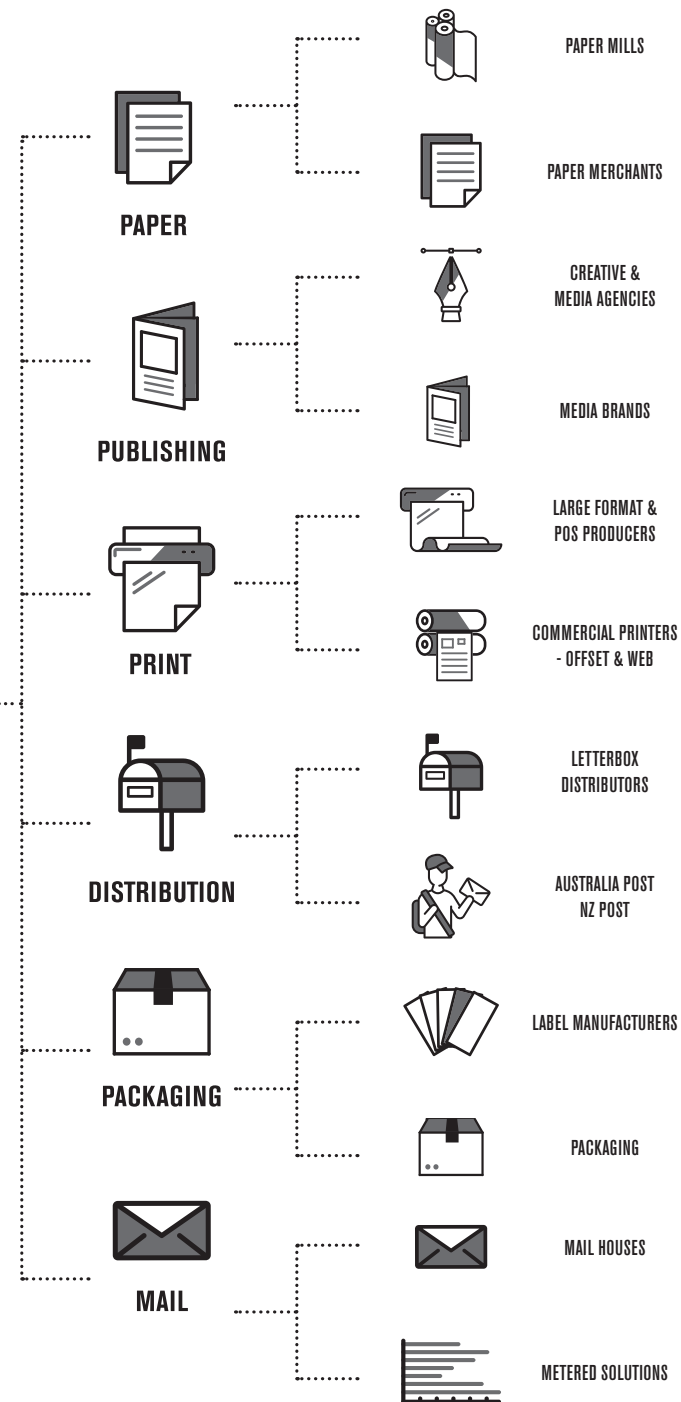 PAPER
PAPER MILLS
PAPER MERCHANTS
PUBLISHING
CREATIVE &
MEDIA AGENCIES
MEDIA BRANDS
PRINT
LARGE FORMAT &
POS PRODUCERS
COMMERCIAL PRINTERS
- OFFSET & WEB
DISTRIBUTION
LETTERBOX
DISTRIBUTORS
AUSTRALIA POST
NZ POST
PACKAGING
LABEL MANUFACTURERS
PACKAGING
MAIL
MAIL HOUSES
METERED SOLUTIONS